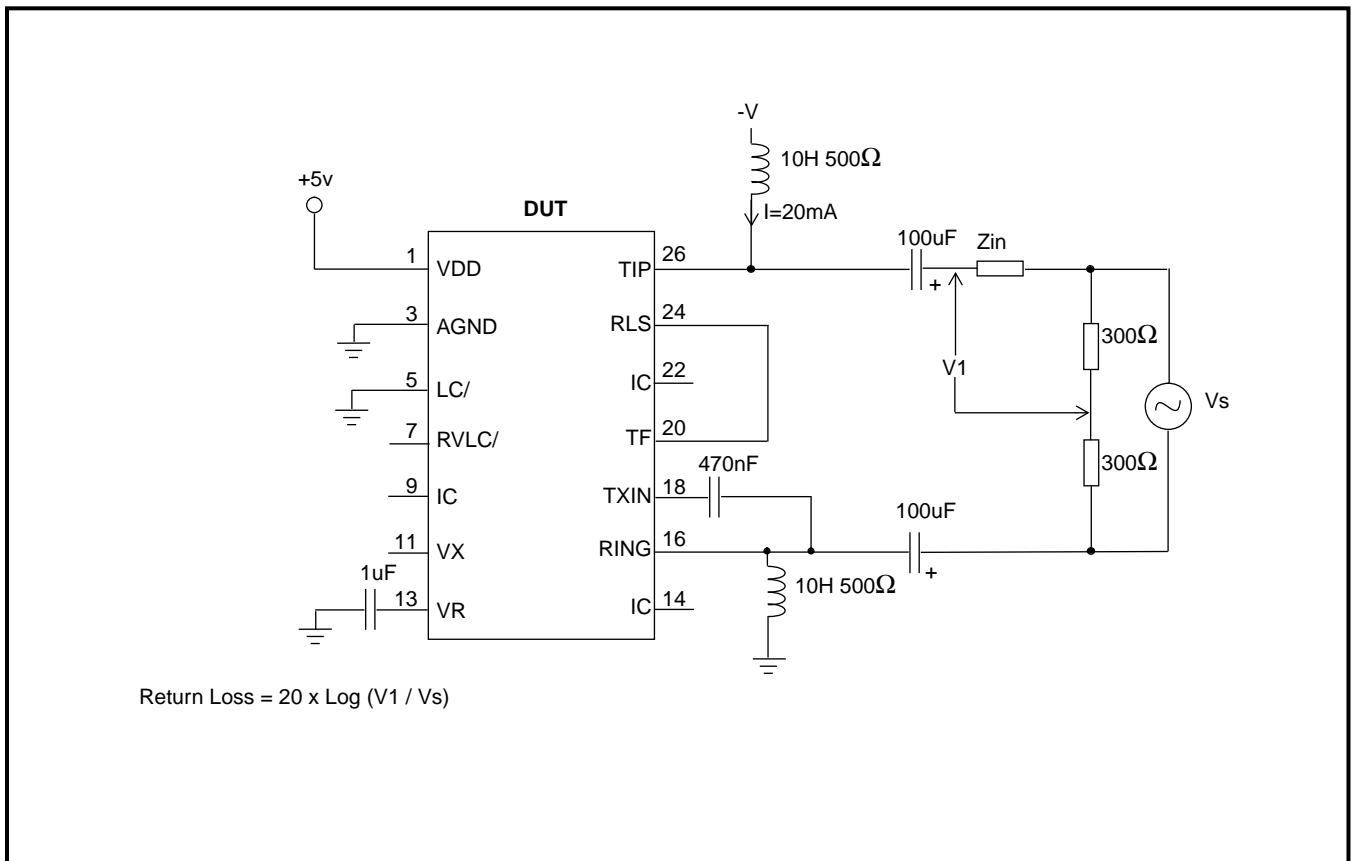 -V
10H 500Ω
+5v
I=20mA
DUT
100uF
Zin
1
VDD
TIP
26
+
3
AGND
RLS
24
300Ω
V1
5
LC/
IC
22
Vs
7
RVLC/
TF
20
470nF
300Ω
9
IC
TXIN
18
100uF
11
VX
RING
16
+
1uF
10H 500Ω
13
VR
IC
14
Return Loss = 20 x Log (V1 / Vs)